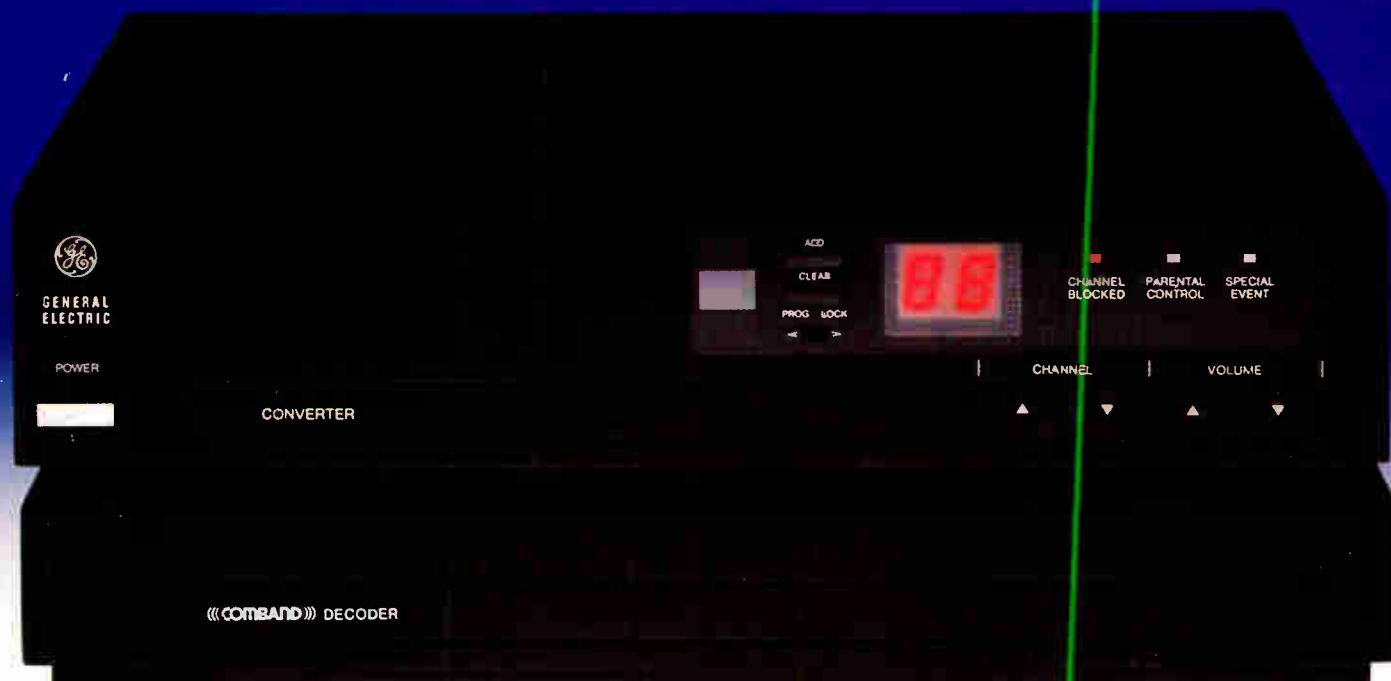 GE
GENERAL
ELECTRIC
POWER
CONVERTER
ADD
CLEAR
PROG LOCK
< >
88
CHANNEL
BLOCKED
PARENTAL
CONTROL
SPECIAL
EVENT
CHANNEL
VOLUME
(((COMBAND))) DECODER